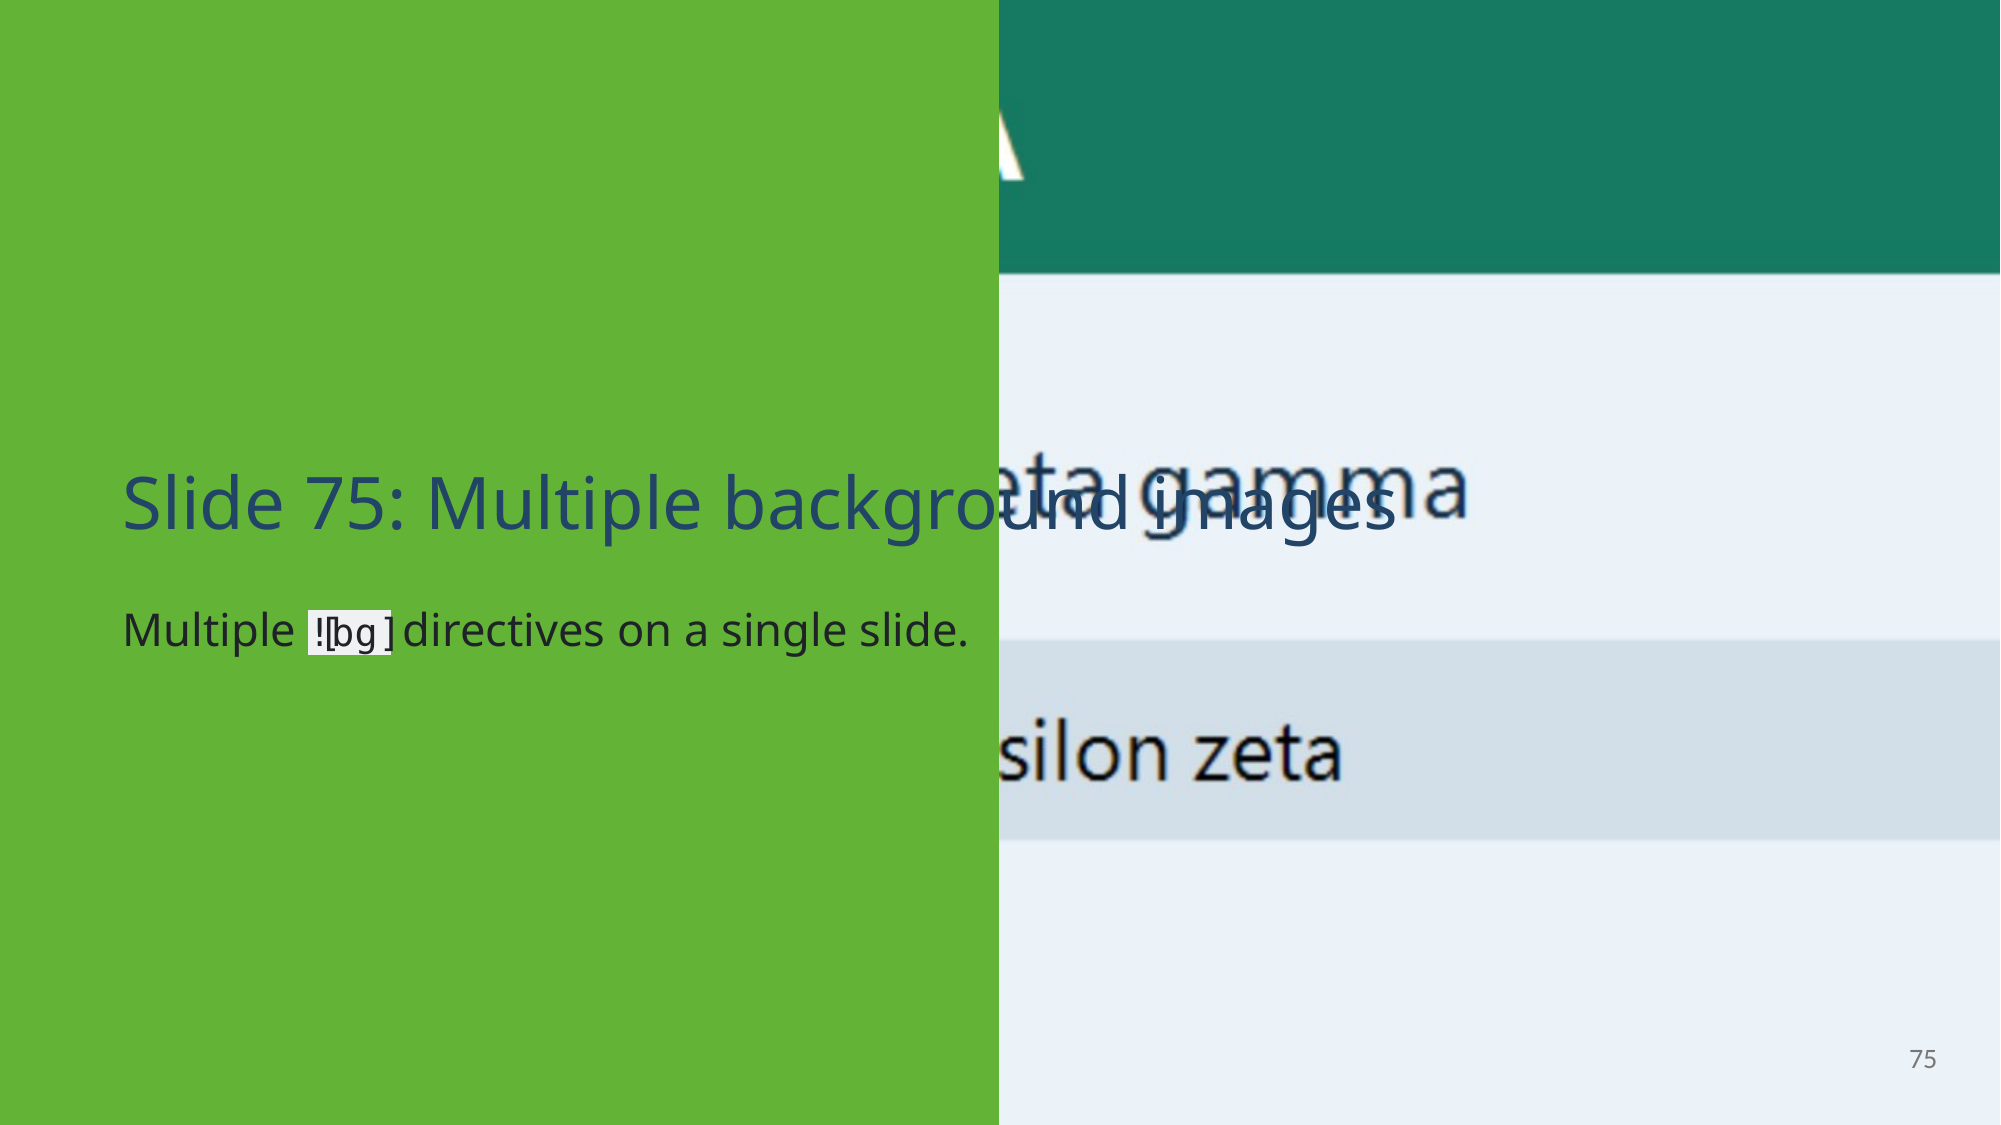 Slide 75: Multiple background images
eta gamma
Multiple ![bg] directives on a single slide.
silon zeta
75